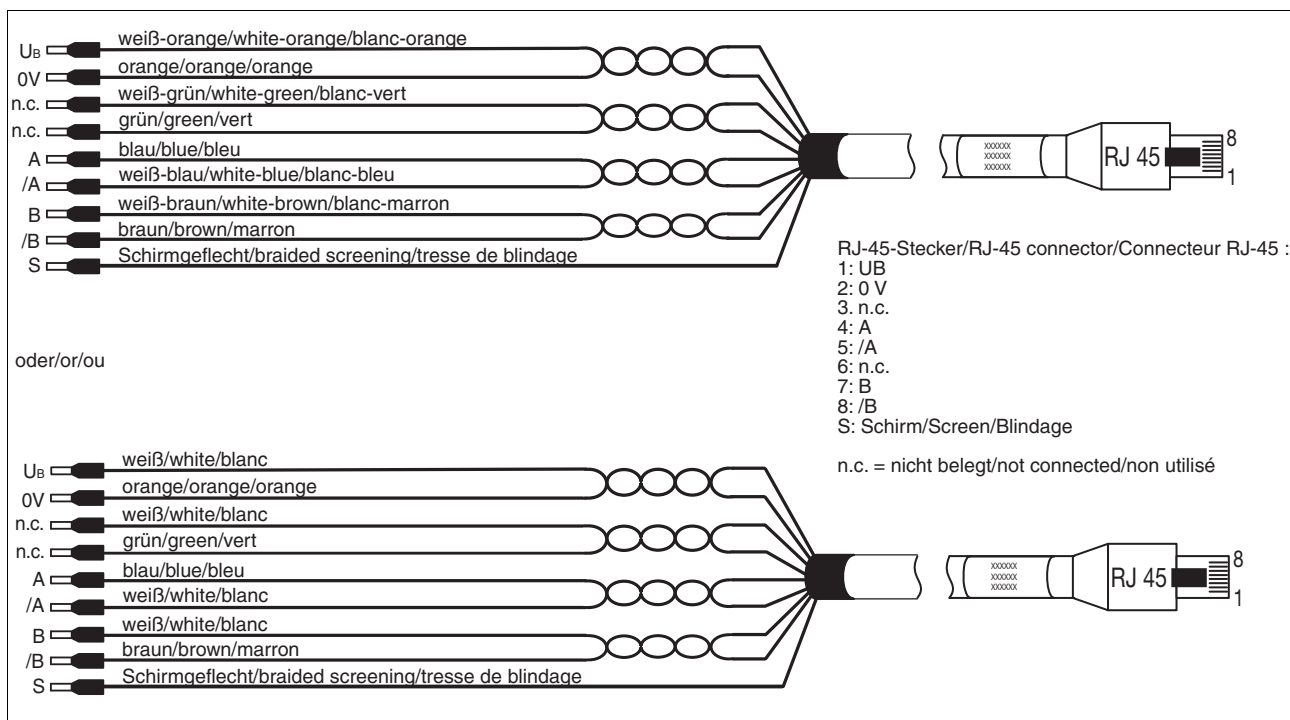 UB weiß-orange/white-orange/blanc-orange
0V orange/orange/orange
n.c. weiß-grün/white-green/blanc-vert
n.c. grün/green/vert
A blau/blue/bleu
/A weiß-blau/white-blue/blanc-bleu
B weiß-braun/white-brown/blanc-marron
/B braun/brown/marron
S Schirmgeflecht/braided screening/tresse de blindage
xxxxxx
xxxxxx
xxxxxx
RJ 45
8
1
RJ-45-Stecker/RJ-45 connector/Connecteur RJ-45 :
1: UB
2: 0 V
3. n.c.
4: A
5: /A
6: n.c.
7: B
8: /B
S: Schirm/Screen/Blindage
n.c. = nicht belegt/not connected/non utilisé
oder/or/ou
UB weiß/white/blanc
0V orange/orange/orange
n.c. weiß/white/blanc
n.c. grün/green/vert
A blau/blue/bleu
/A weiß/white/blanc
B weiß/white/blanc
/B braun/brown/marron
S Schirmgeflecht/braided screening/tresse de blindage
xxxxxx
xxxxxx
xxxxxx
RJ 45
8
1